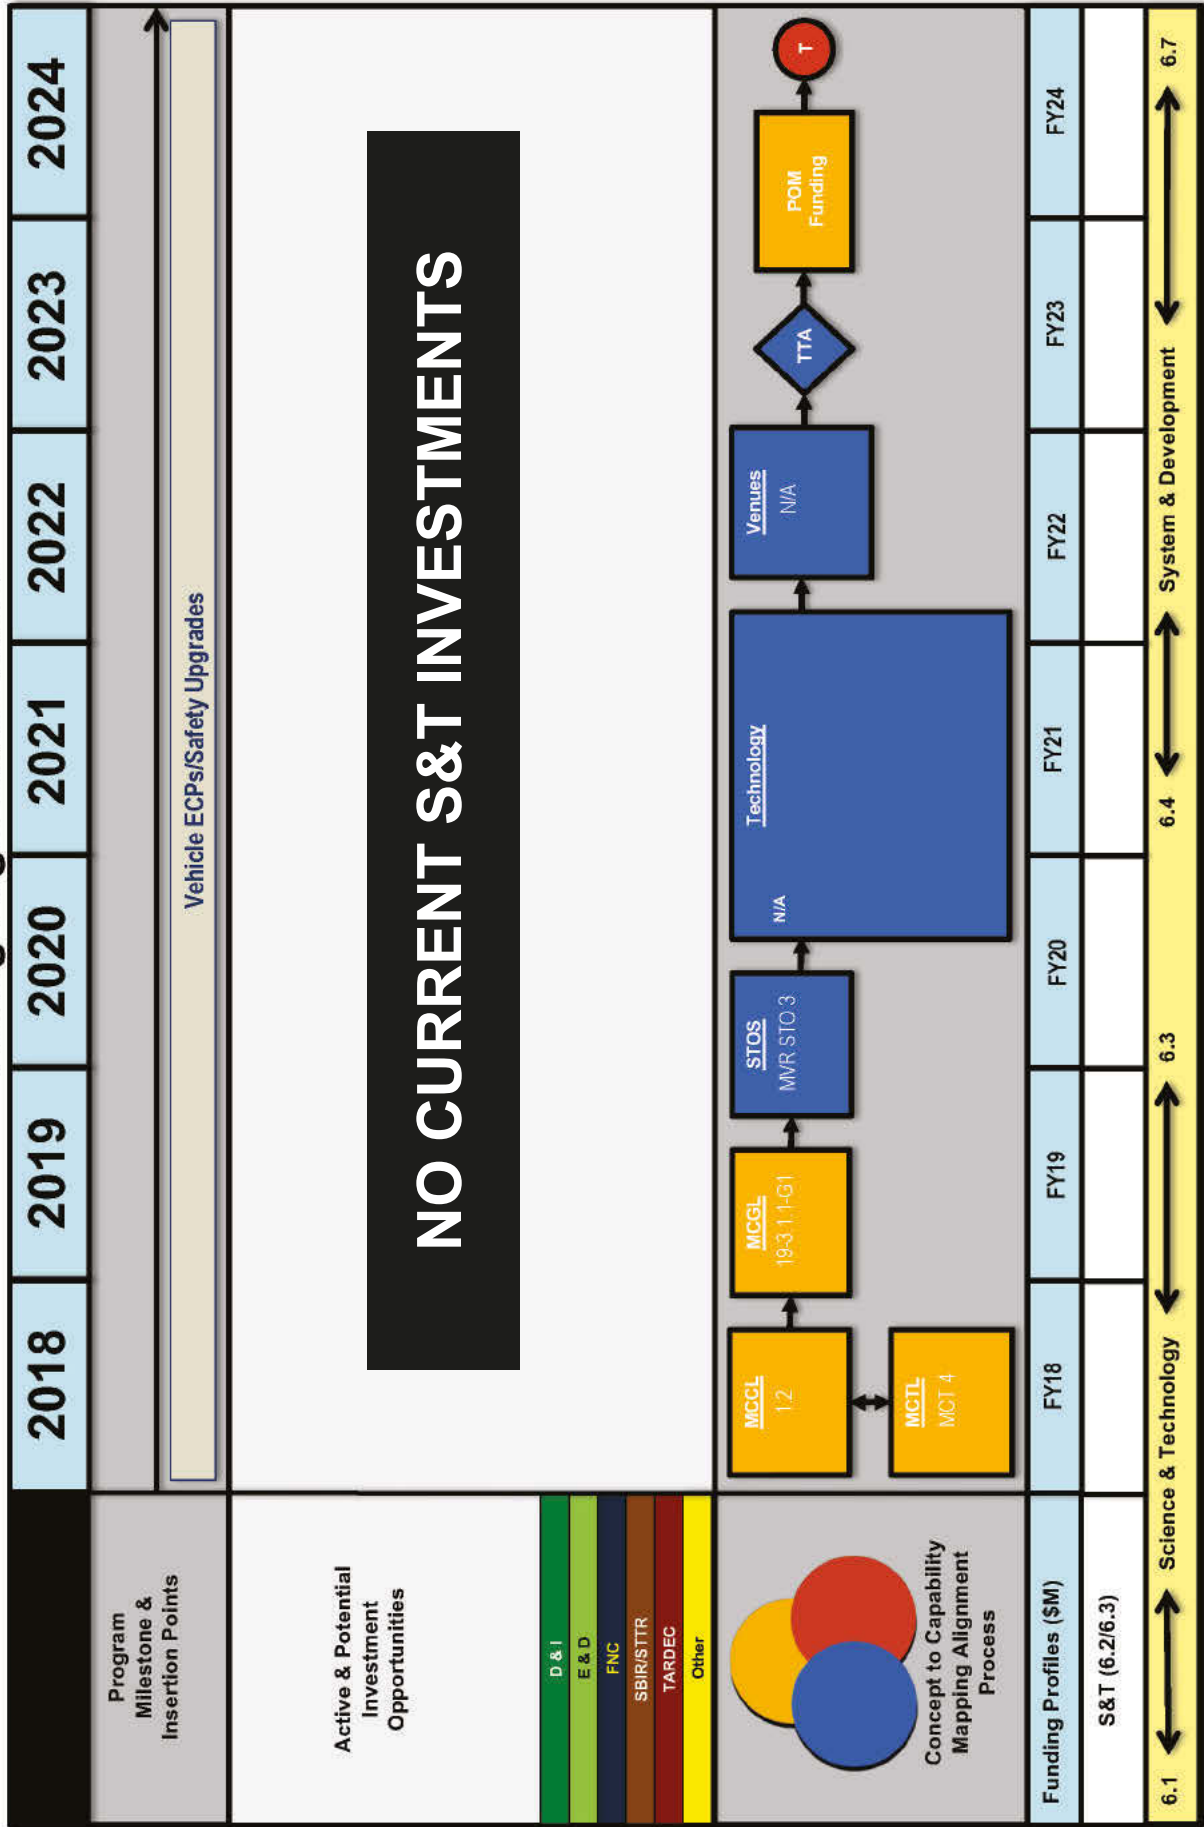 2018 2019 2020 2021 2022 2023 2024
Program
Milestone &
Insertion Points
Vehicle ECPs/Safety Upgrades
Active & Potential
Investment
Opportunities
NO CURRENT S&T INVESTMENTS
D & I
E & D
FNC
SBIR/STTR
TARDEC
Other
Concept to Capability
Mapping Alignment
Process
MCCL
1.2
MCTL
MCT 4
MCGL
19-3.1.1-G1
STOS
MVR STO 3
Technology
N/A
Venues
N/A
TTA
POM
Funding
T
Funding Profiles ($M) FY18 FY19 FY20 FY21 FY22 FY23 FY24
S&T (6.2/6.3)
6.1 Science & Technology 6.3 6.4 System & Development 6.7